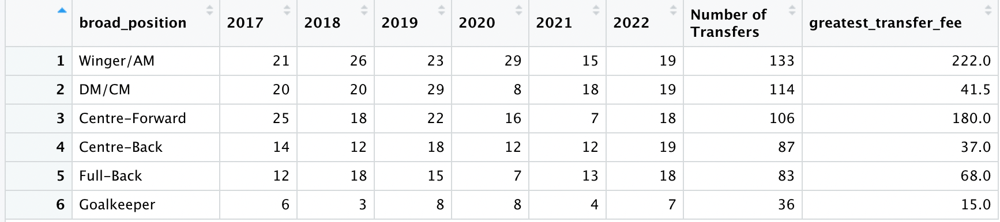 broad_position 2017 2018 2019 2020 2021 2022 Number of Transfers greatest_transfer_fee
1 Winger/AM 21 26 23 29 15 19 133 222.0
2 DM/CM 20 20 29 8 18 19 114 41.5
3 Centre-Forward 25 18 22 16 7 18 106 180.0
4 Centre-Back 14 12 18 12 12 19 87 37.0
5 Full-Back 12 18 15 7 13 18 83 68.0
6 Goalkeeper 6 3 8 8 4 7 36 15.0